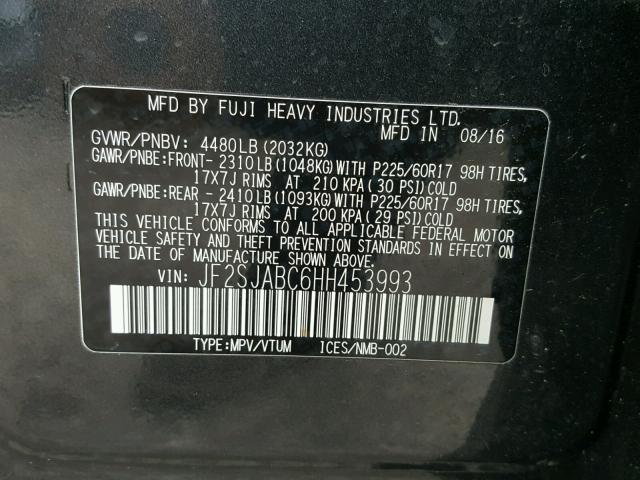 MFD BY FUJI HEAVY INDUSTRIES LTD.
MFD IN 08/16
GVWR/PNBV: 4480LB(2032KG)
GAWR/PNBE:FRONT- 2310LB(1048KG)WITH P225/60R17 98H TIRES,
17X7J RIMS AT 210 KPA(30 PSI)COLD
GAWR/PNBE:REAR - 2410LB(1093KG)WITH P225/60R17 98H TIRES,
17X7J RIMS AT 200 KPA(29 PSI)COLD
THIS VEHICLE CONFORMS TO ALL APPLICABLE FEDERAL MOTOR
VEHICLE SAFETY AND THEFT PREVENTION STANDARDS IN EFFECT ON
THE DATE OF MANUFACTURE SHOWN ABOVE.
VIN: JF2SJABC6HH453993
TYPE:MPV/VTUM ICES/NMB-002